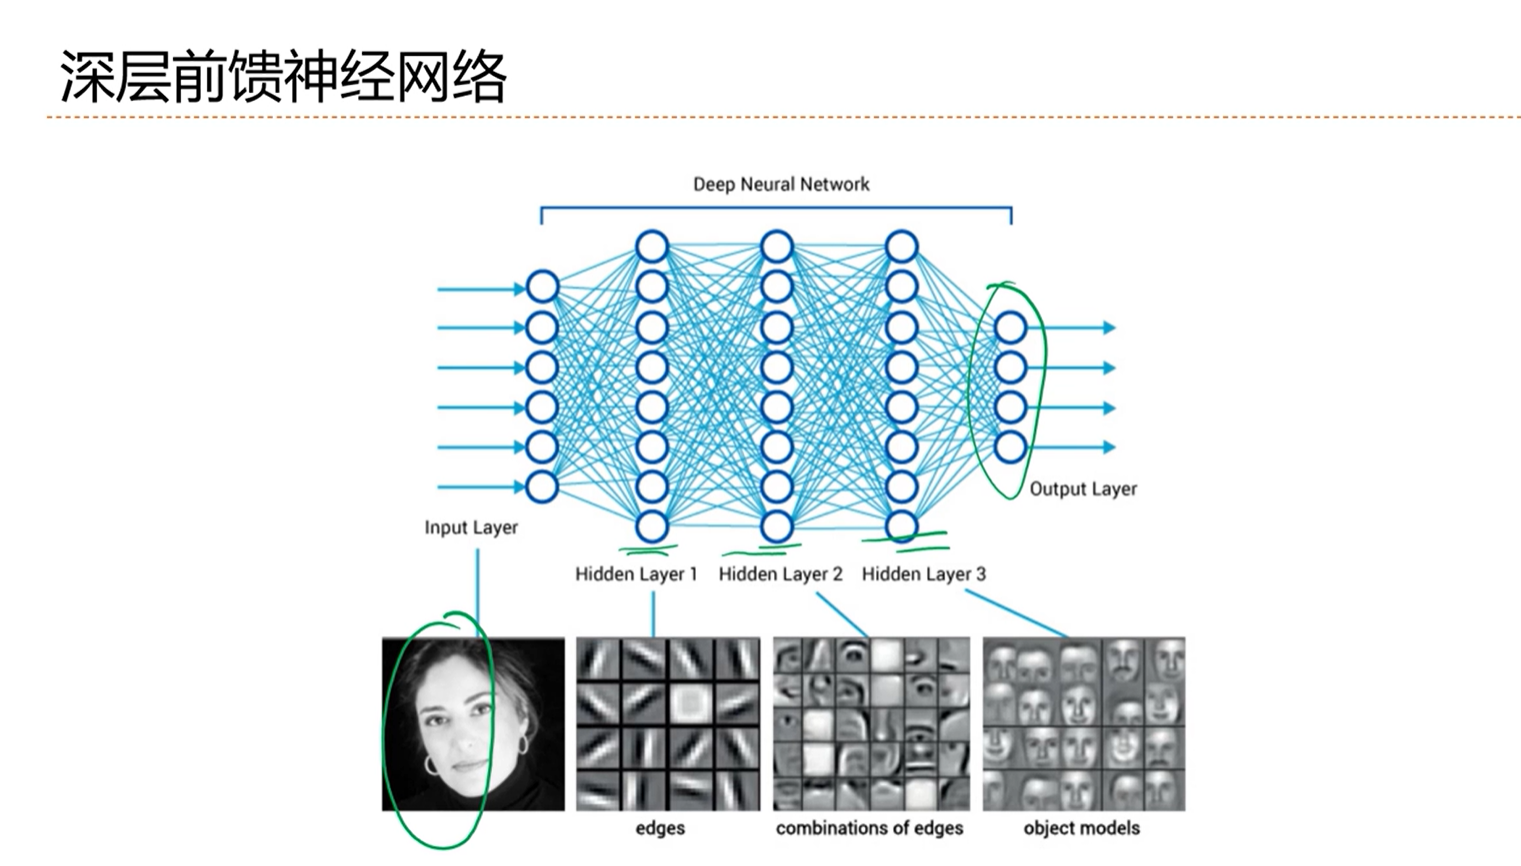 深层前馈神经网络
Deep Neural Network
Output Layer
Input Layer
Hidden Layer 1
Hidden Layer 2
Hidden Layer 3
edges
combinations of edges
object models